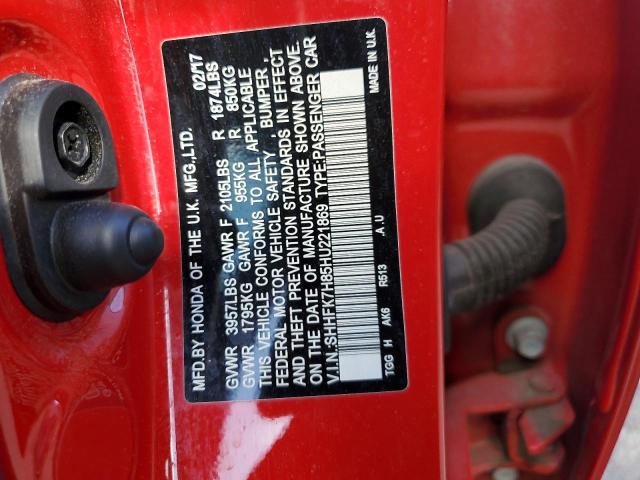 MFD.BY HONDA OF THE U.K. MFG.,LTD. 02/17
GVWR 3957LBS GAWR F 2105LBS R 1874LBS
GVWR 1795KG GAWR F 955KG R 850KG
THIS VEHICLE CONFORMS TO ALL APPLICABLE
FEDERAL MOTOR VEHICLE SAFETY , BUMPER ,
AND THEFT PREVENTION STANDARDS IN EFFECT
ON THE DATE OF MANUFACTURE SHOWN ABOVE.
V.I.N.:SHHFK7H85HU221869 TYPE:PASSENGER CAR
MADE IN U.K.
TGG H AK6 R513 .A.U